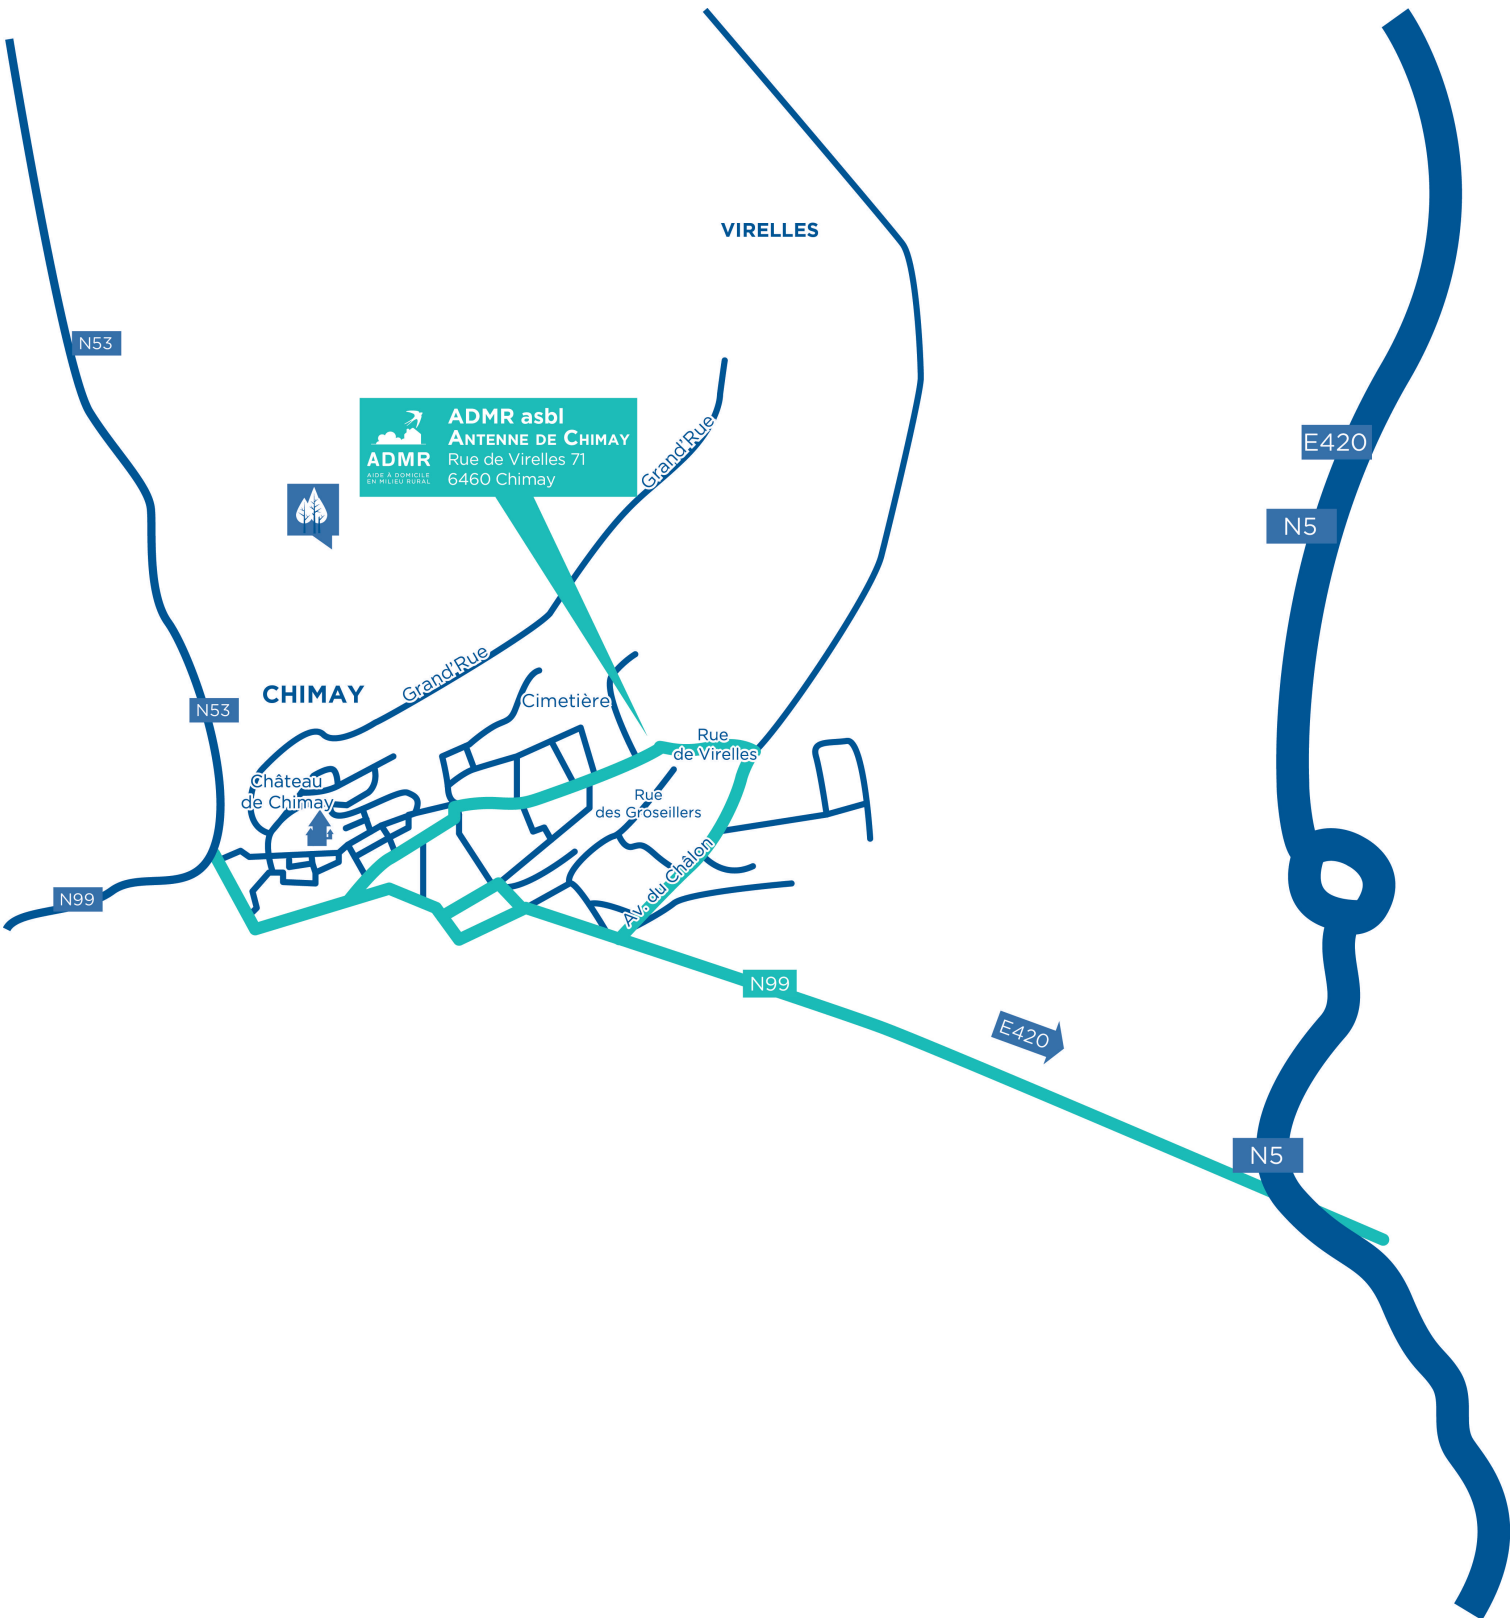 VIRELLES
N53
ADMR asbl
ANTENNE DE CHIMAY
Rue de Virelles 71
6460 Chimay
ADMR
AIDE À DOMICILE
EN MILIEU RURAL
Grand'Rue
E420
N5
Grand'Rue
CHIMAY
Cimetière
N53
Rue
de Virelles
Château
de Chimay
Rue
des Groseillers
Av. du Châlon
N99
N99
E420
N5